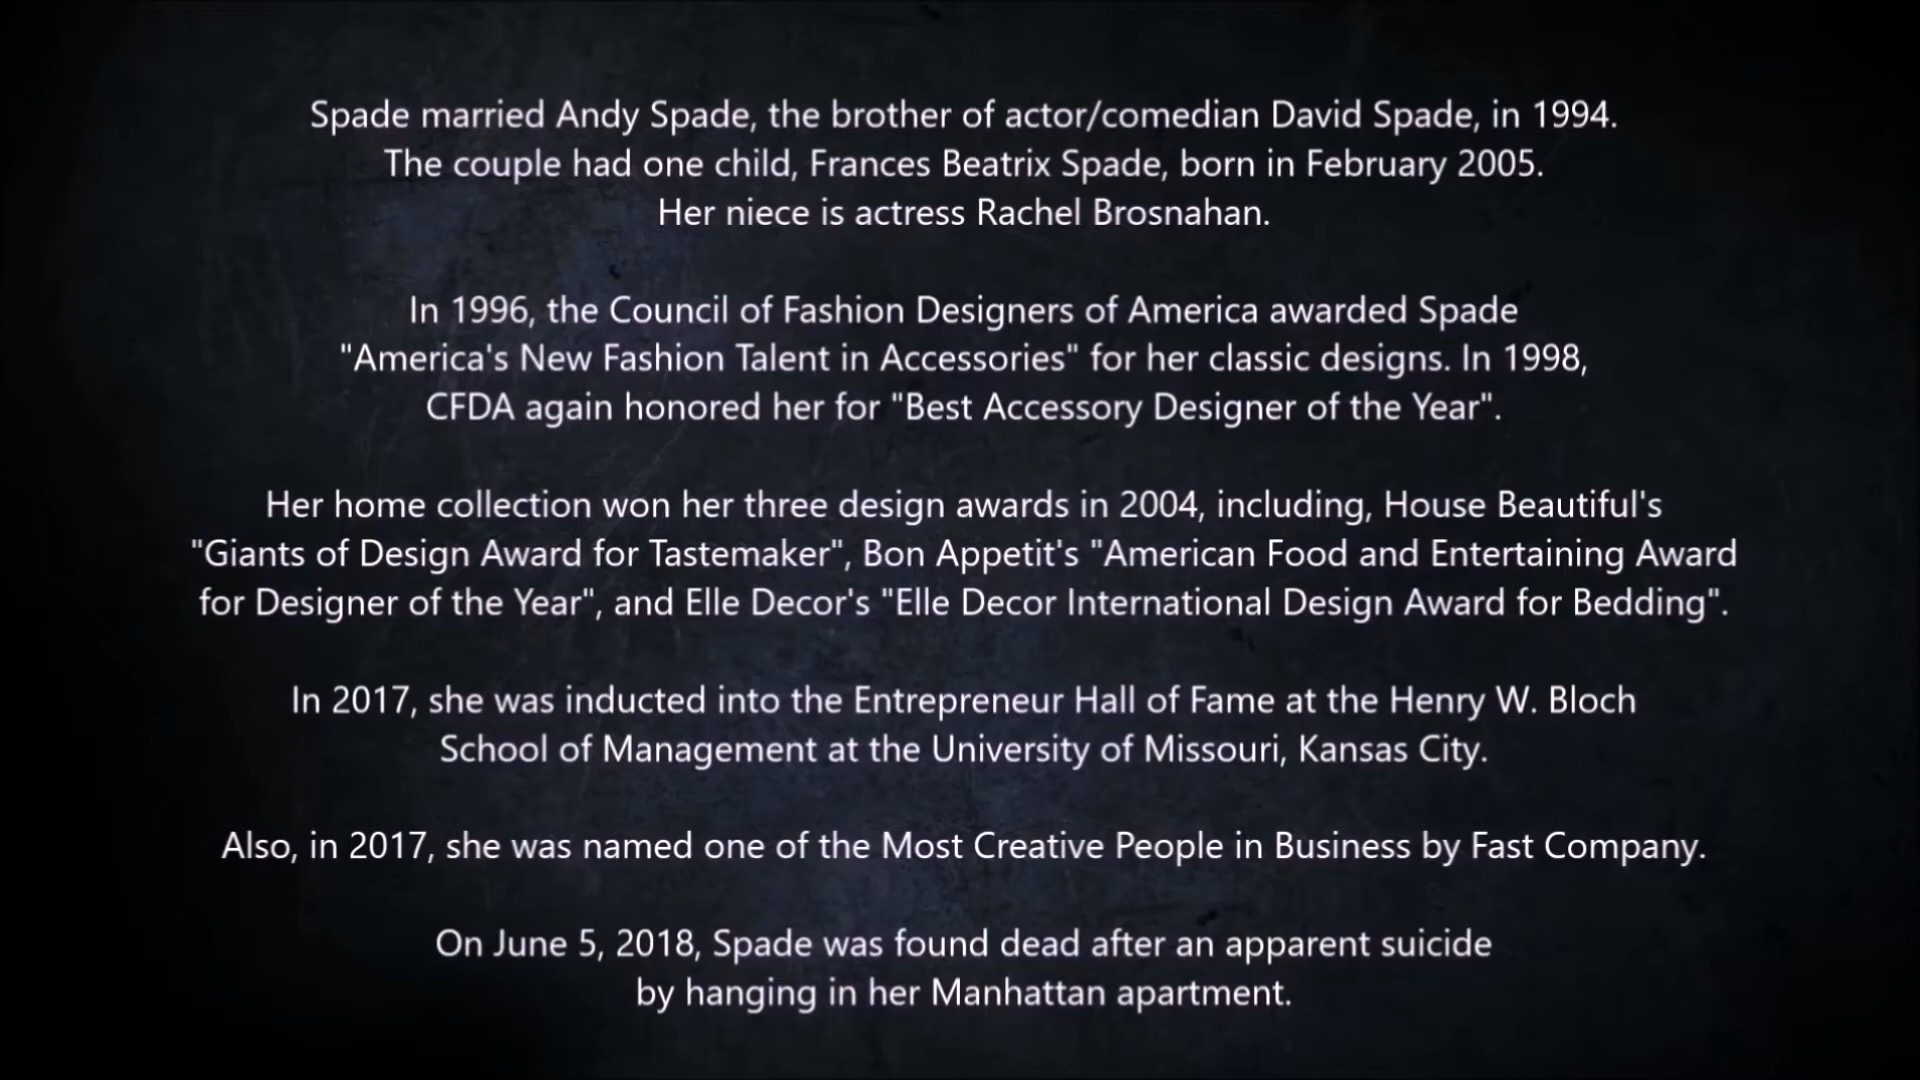 Spade married Andy Spade, the brother of actor/comedian David Spade, in 1994.
The couple had one child, Frances Beatrix Spade, born in February 2005.
Her niece is actress Rachel Brosnahan.
In 1996, the Council of Fashion Designers of America awarded Spade
"America's New Fashion Talent in Accessories" for her classic designs. In 1998,
CFDA again honored her for "Best Accessory Designer of the Year".
Her home collection won her three design awards in 2004, including, House Beautiful's
"Giants of Design Award for Tastemaker", Bon Appetit's "American Food and Entertaining Award
for Designer of the Year", and Elle Decor's "Elle Decor International Design Award for Bedding".
In 2017, she was inducted into the Entrepreneur Hall of Fame at the Henry W. Bloch
School of Management at the University of Missouri, Kansas City.
Also, in 2017, she was named one of the Most Creative People in Business by Fast Company.
On June 5, 2018, Spade was found dead after an apparent suicide
by hanging in her Manhattan apartment.